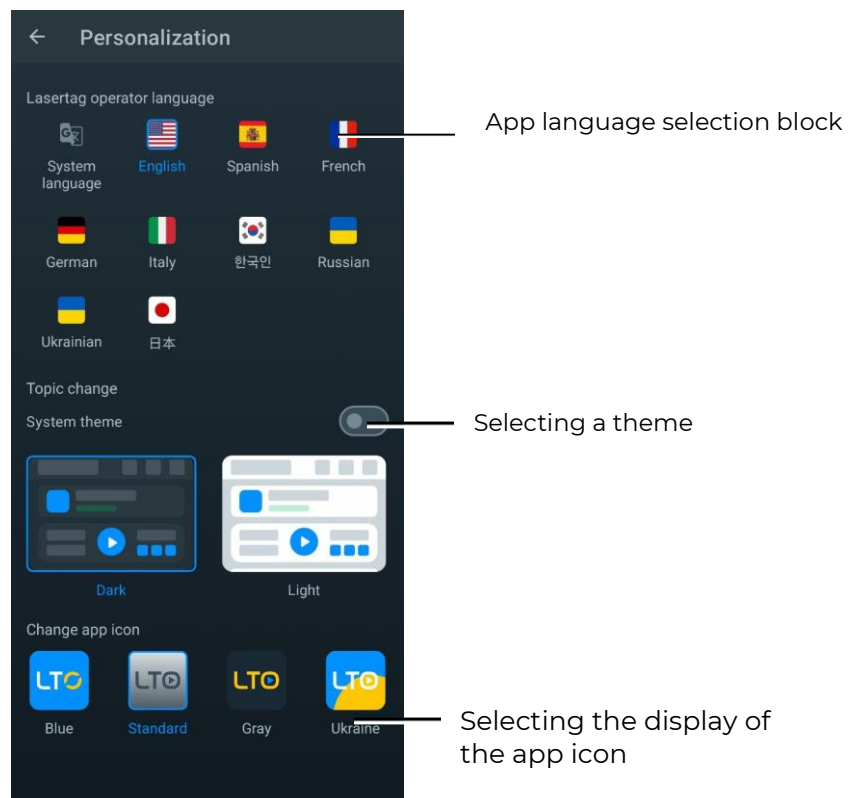 Personalization
Lasertag operator language
App language selection block
System language
English
Spanish
French
German
Italy
한국인
Russian
Ukrainian
日本
Topic change
System theme
Selecting a theme
Dark
Light
Change app icon
LTO
LTO
LTO
LTO
Blue
Standard
Gray
Ukraine
Selecting the display of
the app icon